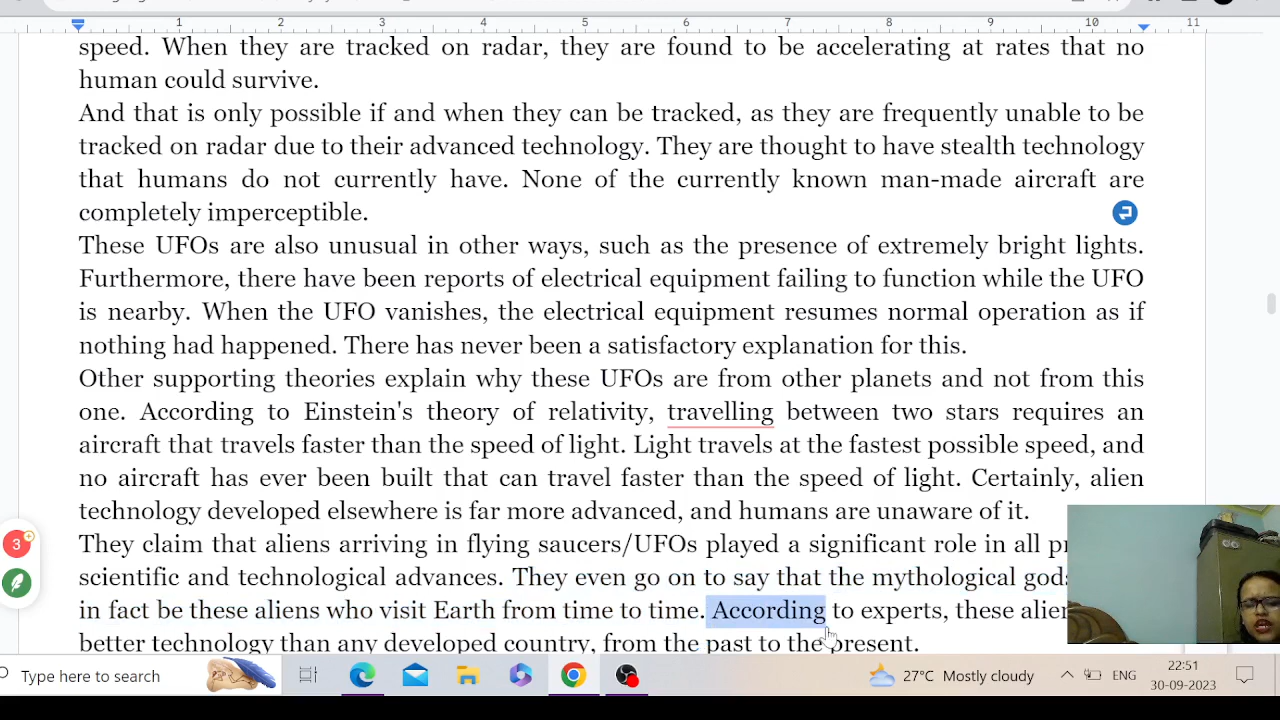 1 2 3 4 5 6 7 8 9 10 11
speed. When they are tracked on radar, they are found to be accelerating at rates that no
human could survive.
And that is only possible if and when they can be tracked, as they are frequently unable to be
tracked on radar due to their advanced technology. They are thought to have stealth technology
that humans do not currently have. None of the currently known man-made aircraft are
completely imperceptible.
These UFOs are also unusual in other ways, such as the presence of extremely bright lights.
Furthermore, there have been reports of electrical equipment failing to function while the UFO
is nearby. When the UFO vanishes, the electrical equipment resumes normal operation as if
nothing had happened. There has never been a satisfactory explanation for this.
Other supporting theories explain why these UFOs are from other planets and not from this
one. According to Einstein's theory of relativity, travelling between two stars requires an
aircraft that travels faster than the speed of light. Light travels at the fastest possible speed, and
no aircraft has ever been built that can travel faster than the speed of light. Certainly, alien
technology developed elsewhere is far more advanced, and humans are unaware of it.
3
They claim that aliens arriving in flying saucers/UFOs played a significant role in all
scientific and technological advances. They even go on to say that the mythological
in fact be these aliens who visit Earth from time to time. According to experts, these
better technology than any developed country, from the past to the present.
Type here to search
27°C Mostly cloudy
ENG
22:51
30-09-2023